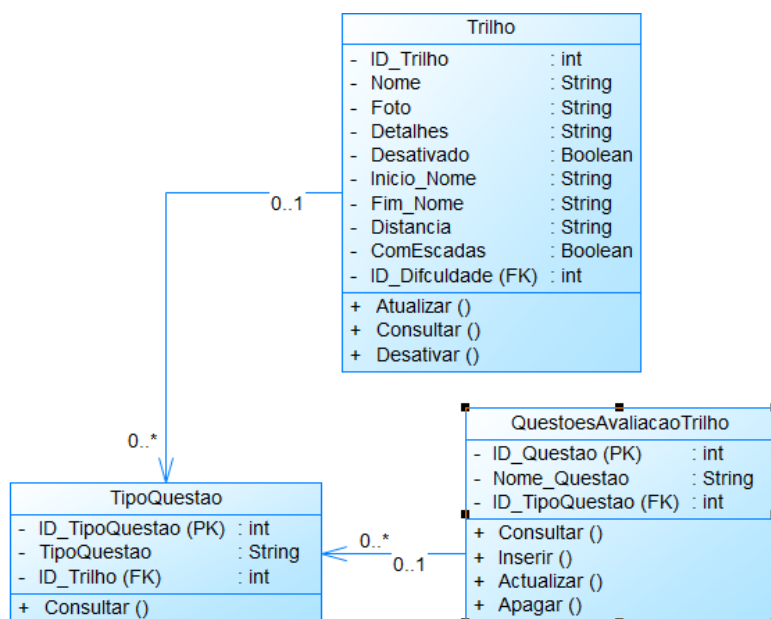 Trilho
- ID_Trilho : int
- Nome : String
- Foto : String
- Detalhes : String
- Desativado : Boolean
- Inicio_Nome : String
- Fim_Nome : String
- Distancia : String
- ComEscadas : Boolean
- ID_Difculdade (FK) : int
+ Atualizar ()
+ Consultar ()
+ Desativar ()
0..1
0..*
TipoQuestao
- ID_TipoQuestao (PK) : int
- TipoQuestao : String
- ID_Trilho (FK) : int
+ Consultar ()
0..*
0..1
QuestoesAvaliacaoTrilho
- ID_Questao (PK) : int
- Nome_Questao : String
- ID_TipoQuestao (FK) : int
+ Consultar ()
+ Inserir ()
+ Actualizar ()
+ Apagar ()